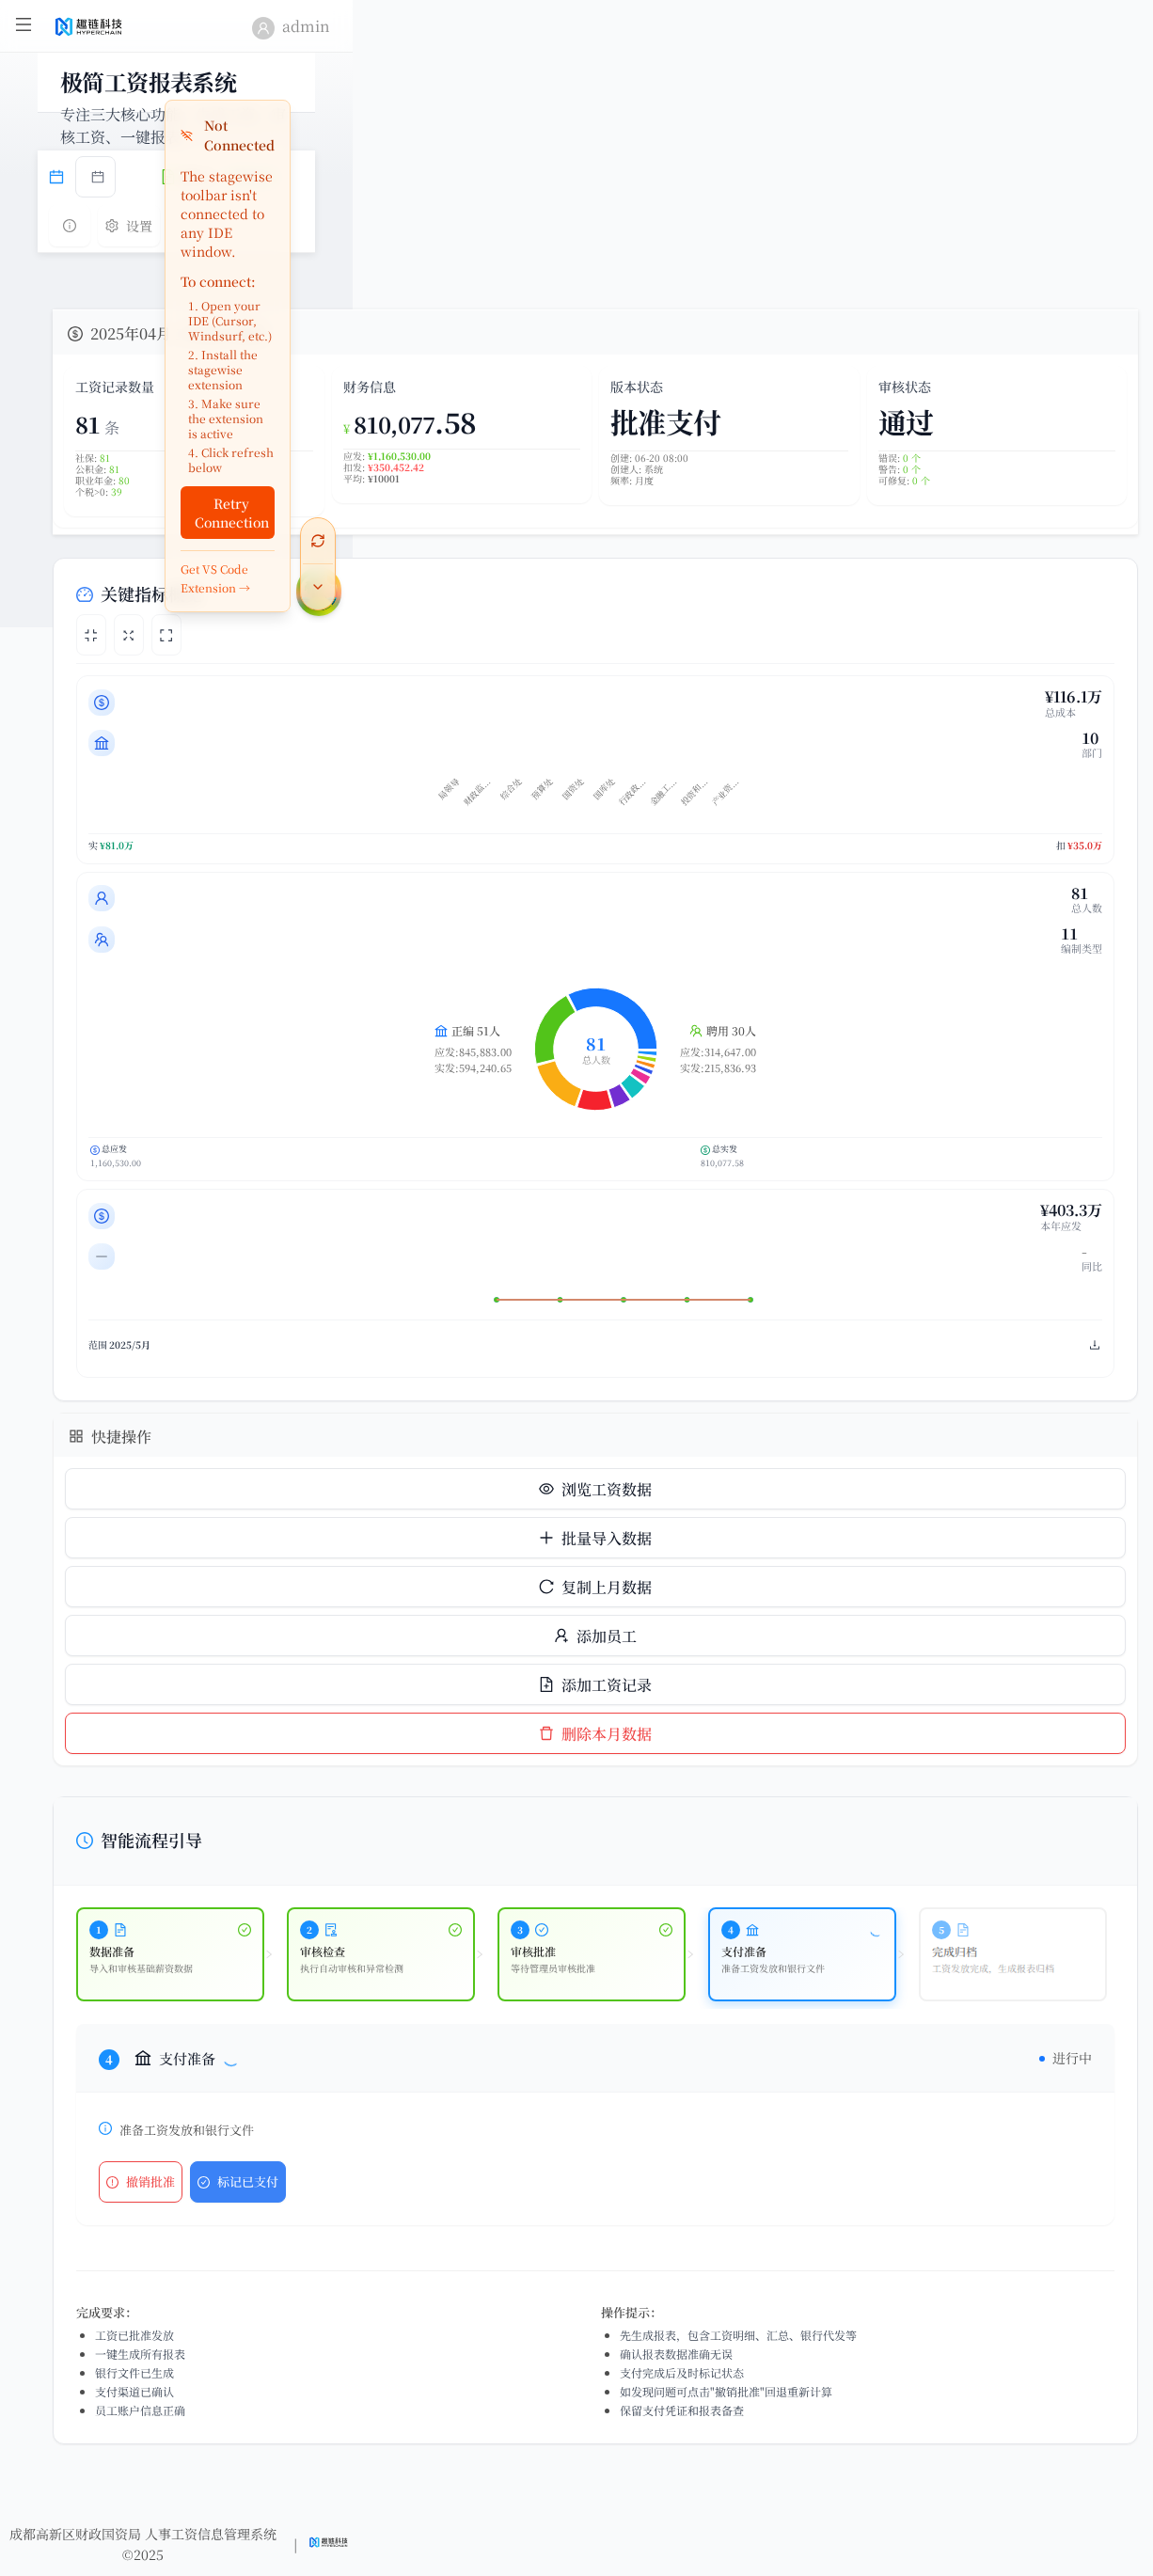 趣链科技
HYPERCHAIN
admin
极简工资报表系统
专注三大核心功
核工资、一键报
设置
Not
Connected
The stagewise
toolbar isn't
connected to
any IDE
window.
To connect:
1. Open your
IDE (Cursor,
Windsurf, etc.)
2. Install the
stagewise
extension
3. Make sure
the extension
is active
4. Click refresh
below
Retry
Connection
Get VS Code
Extension →
2025年04月
工资记录数量
81 条
社保: 81
公积金: 81
职业年金: 80
个税>0: 39
财务信息
¥ 810,077.58
应发: ¥1,160,530.00
扣发: ¥350,452.42
平均: ¥10001
版本状态
批准支付
创建: 06-20 08:00
创建人: 系统
频率: 月度
审核状态
通过
错误: 0 个
警告: 0 个
可修复: 0 个
关键指标
¥116.1万
总成本
10
部门
局领导
财政监...
综合处
预算处
国资处
国库处
行政政...
金融工...
投资和...
产业资...
实 ¥81.0万
扣 ¥35.0万
81
总人数
11
编制类型
正编 51人
应发:845,883.00
实发:594,240.65
81
总人数
聘用 30人
应发:314,647.00
实发:215,836.93
总应发
1,160,530.00
总实发
810,077.58
¥403.3万
本年应发
-
同比
范围 2025/5月
快捷操作
浏览工资数据
批量导入数据
复制上月数据
添加员工
添加工资记录
删除本月数据
智能流程引导
1
数据准备
导入和审核基础薪资数据
2
审核检查
执行自动审核和异常检测
3
审核批准
等待管理员审核批准
4
支付准备
准备工资发放和银行文件
5
完成归档
工资发放完成，生成报表归档
4 支付准备
进行中
准备工资发放和银行文件
撤销批准
标记已支付
完成要求：
工资已批准发放
一键生成所有报表
银行文件已生成
支付渠道已确认
员工账户信息正确
操作提示：
先生成报表，包含工资明细、汇总、银行代发等
确认报表数据准确无误
支付完成后及时标记状态
如发现问题可点击"撤销批准"回退重新计算
保留支付凭证和报表备查
成都高新区财政国资局 人事工资信息管理系统
©2025
|
趣链科技
HYPERCHAIN